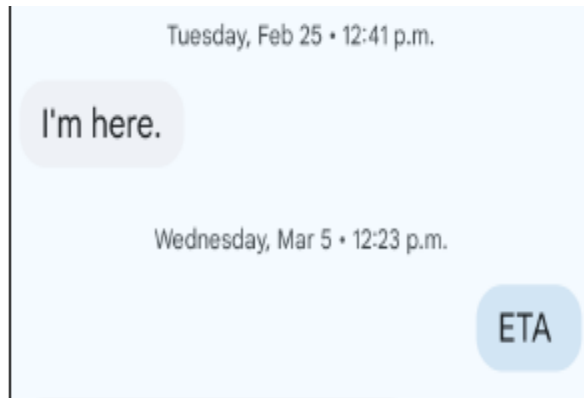 Tuesday, Feb 25 • 12:41 p.m.
I'm here.
Wednesday, Mar 5 • 12:23 p.m.
ETA